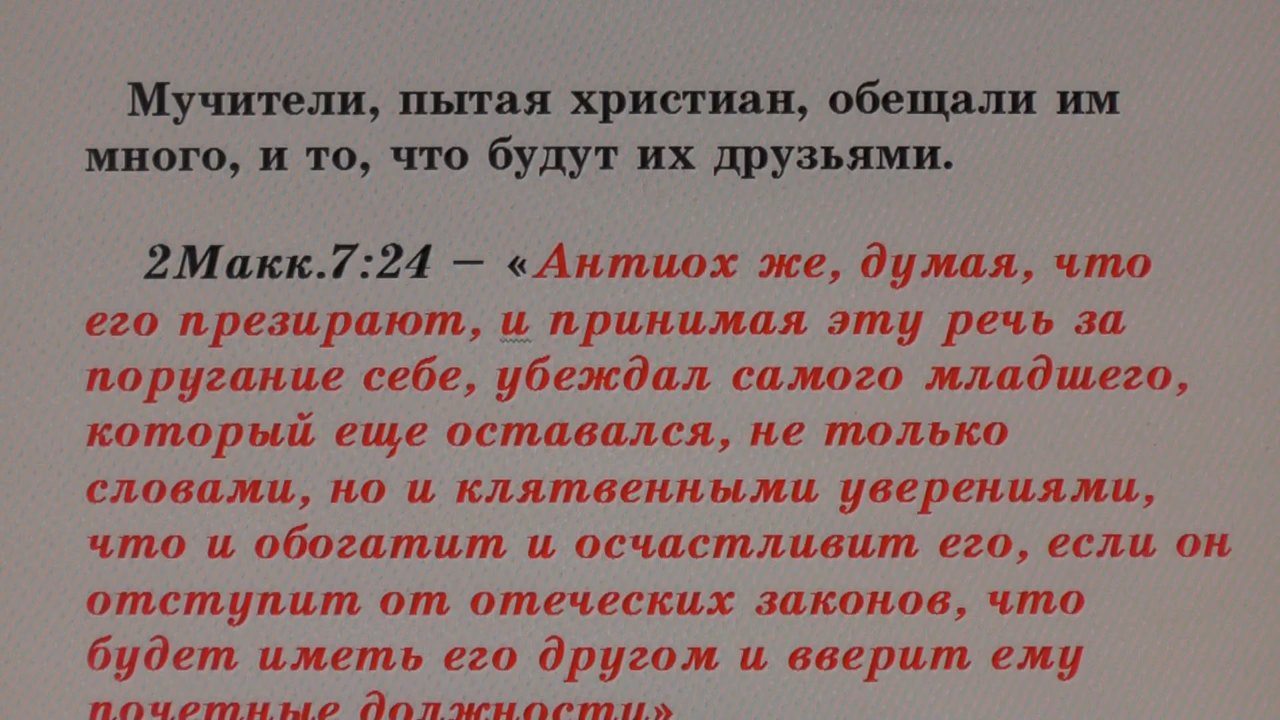 Мучители, пытая христиан, обещали им
много, и то, что будут их друзьями.
2Макк.7:24 – «Антиох же, думая, что
его презирают, и принимая эту речь за
поругание себе, убеждал самого младшего,
который еще оставался, не только
словами, но и клятвенными уверениями,
что и обогатит и осчастливит его, если он
отступит от отеческих законов, что
будет иметь его другом и вверит ему
почетные должности»